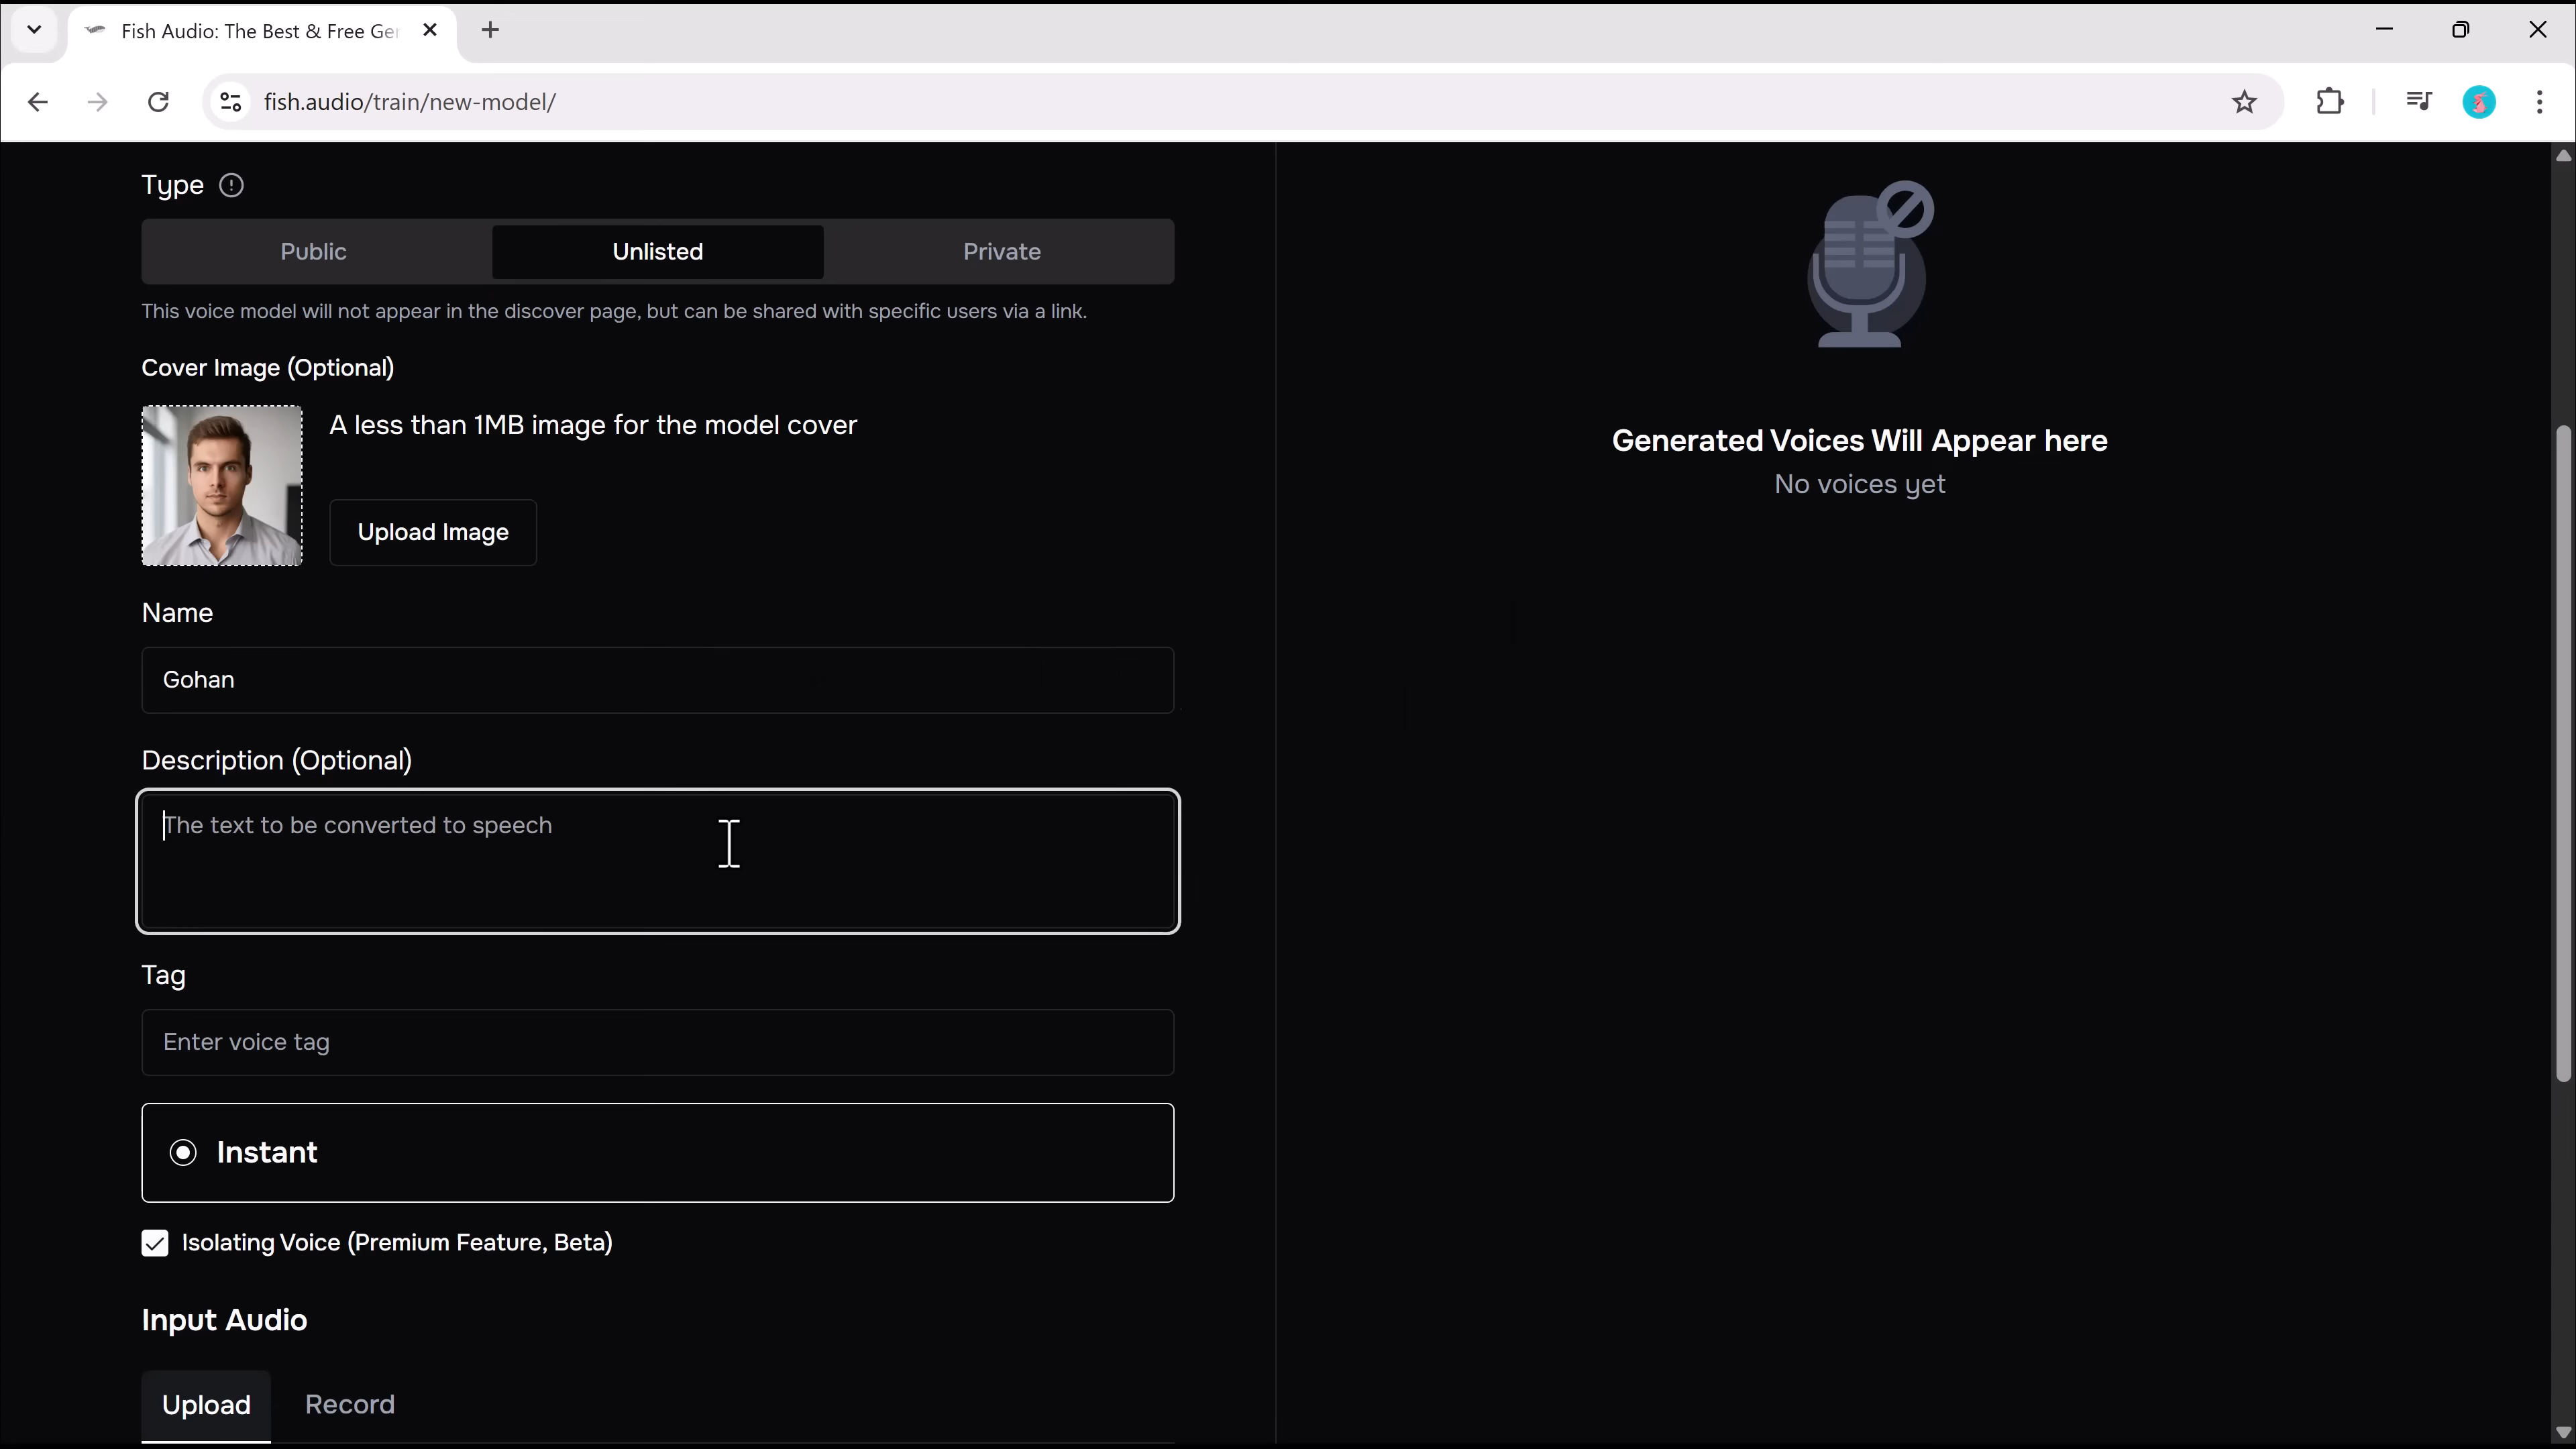 Fish Audio: The Best & Free Ger
fish.audio/train/new-model/
Type
Public
Unlisted
Private
This voice model will not appear in the discover page, but can be shared with specific users via a link.
Cover Image (Optional)
A less than 1MB image for the model cover
Upload Image
Name
Gohan
Description (Optional)
The text to be converted to speech
Tag
Enter voice tag
Instant
Isolating Voice (Premium Feature, Beta)
Input Audio
Upload
Record
Generated Voices Will Appear here
No voices yet